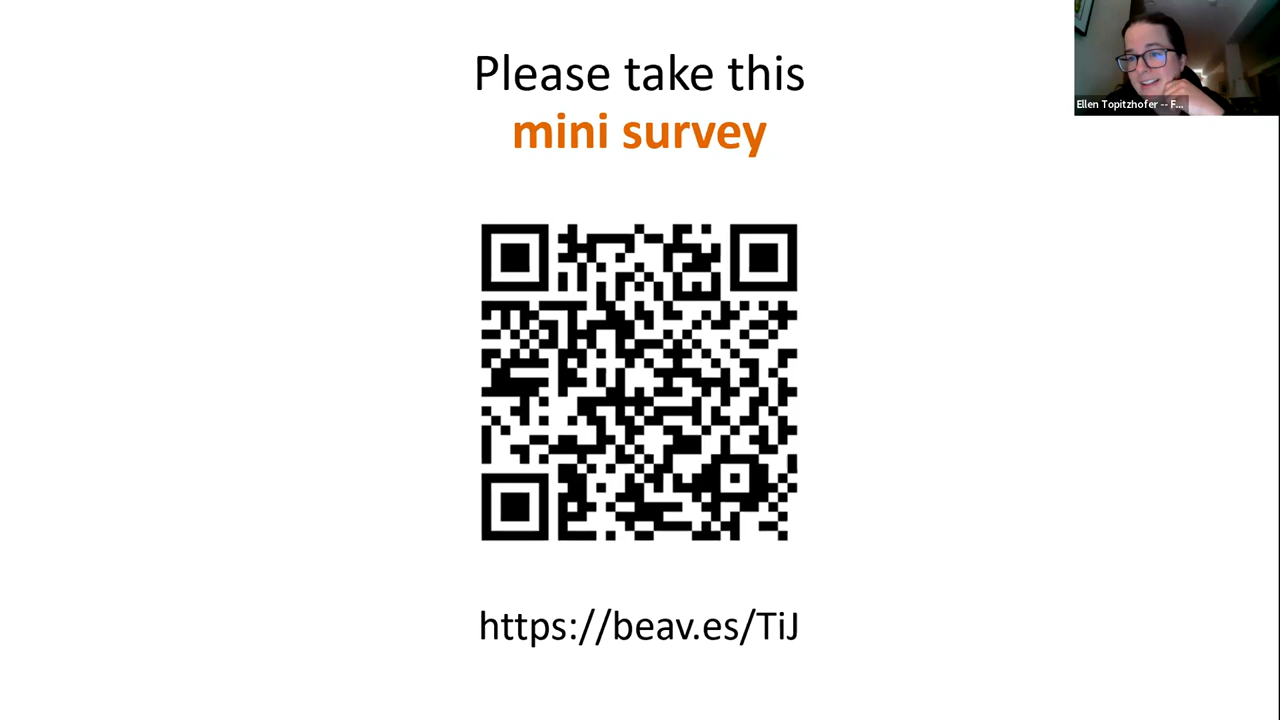 Please take this
mini survey
Ellen Topitzhofer -- F...
https://beav.es/TiJ